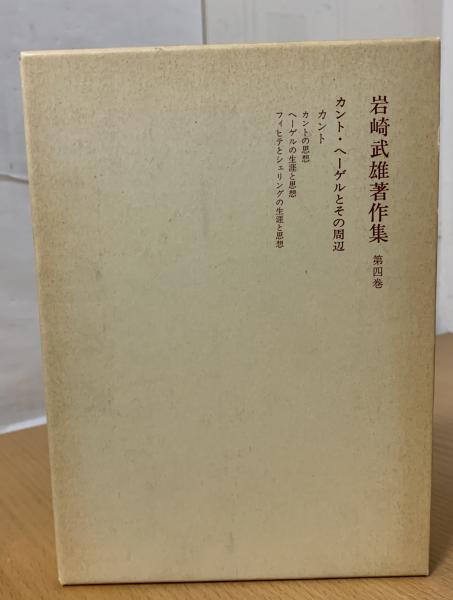 岩崎武雄著作集 第四巻
カント・ヘーゲルとその周辺
カント
カントの思想
ヘーゲルの生涯と思想
フィヒテとシェリングの生涯と思想